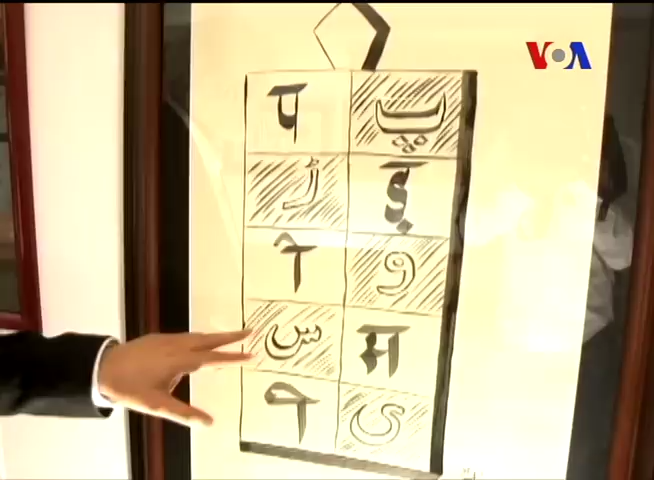 VOA
प پ
ڑ ड़
ो و
س स
ी ی